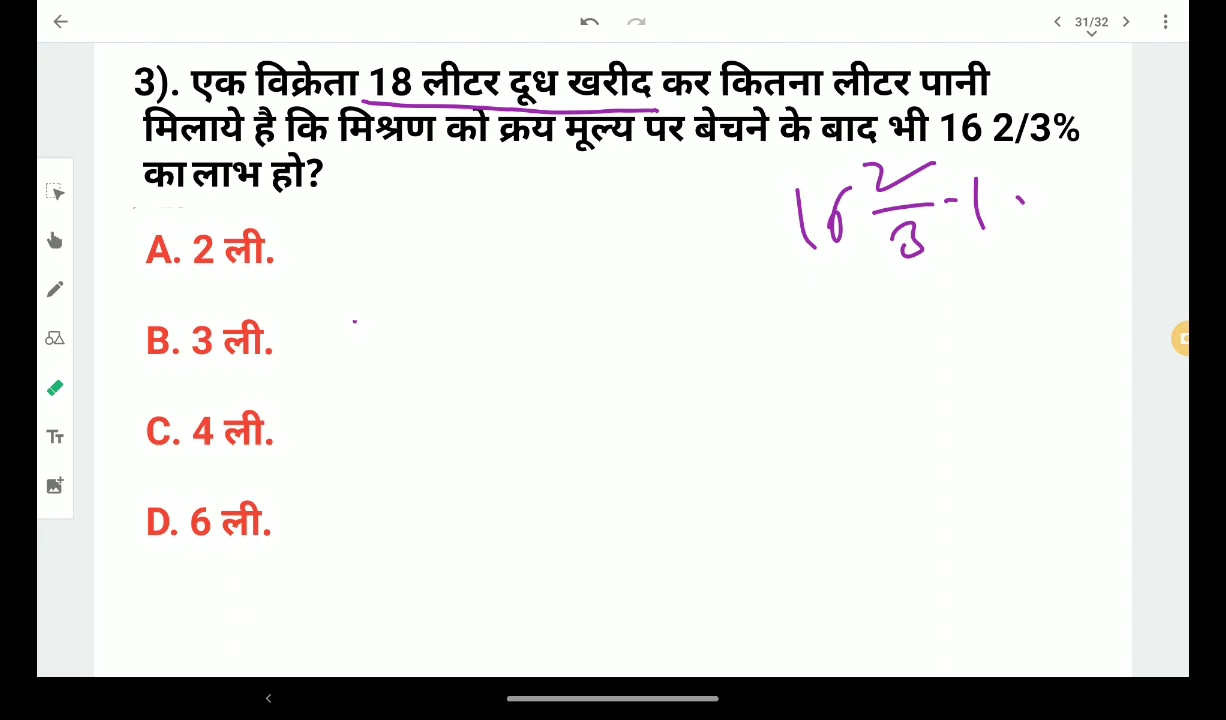 31/32
3). एक विक्रेता 18 लीटर दूध खरीद कर कितना लीटर पानी
मिलाये है कि मिश्रण को क्रय मूल्य पर बेचने के बाद भी 16 2/3%
का लाभ हो?
16 2/3 - 1
A. 2 ली.
B. 3 ली.
C. 4 ली.
D. 6 ली.
Tт